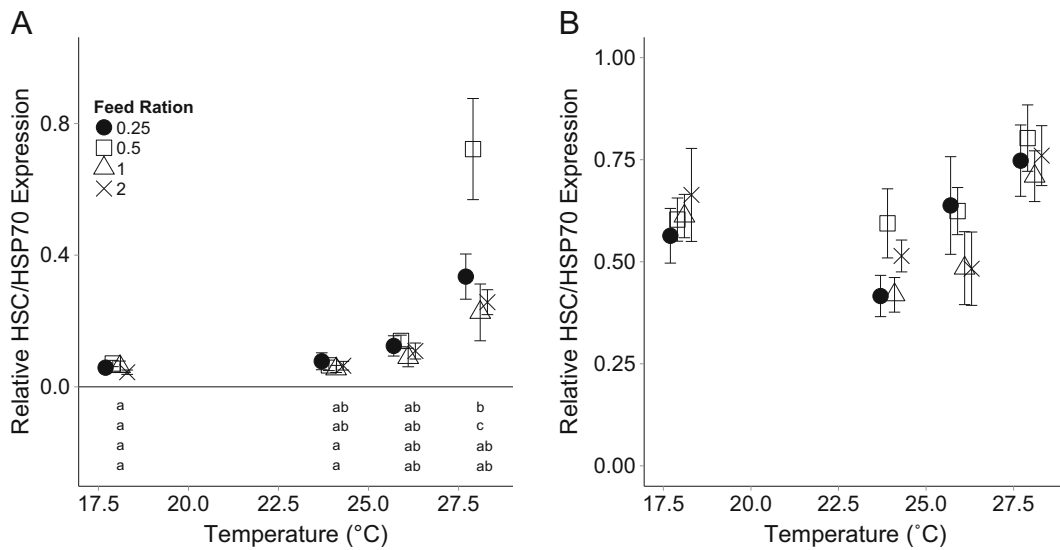 A
Relative HSC/HSP70 Expression
0.8
0.4
0.0
Feed Ration
0.25
0.5
1
2
a ab ab b
a ab ab c
a a ab ab
a a ab ab
17.5 20.0 22.5 25.0 27.5
Temperature (°C)
B
Relative HSC/HSP70 Expression
1.00
0.75
0.50
0.25
0.00
17.5 20.0 22.5 25.0 27.5
Temperature (˚C)